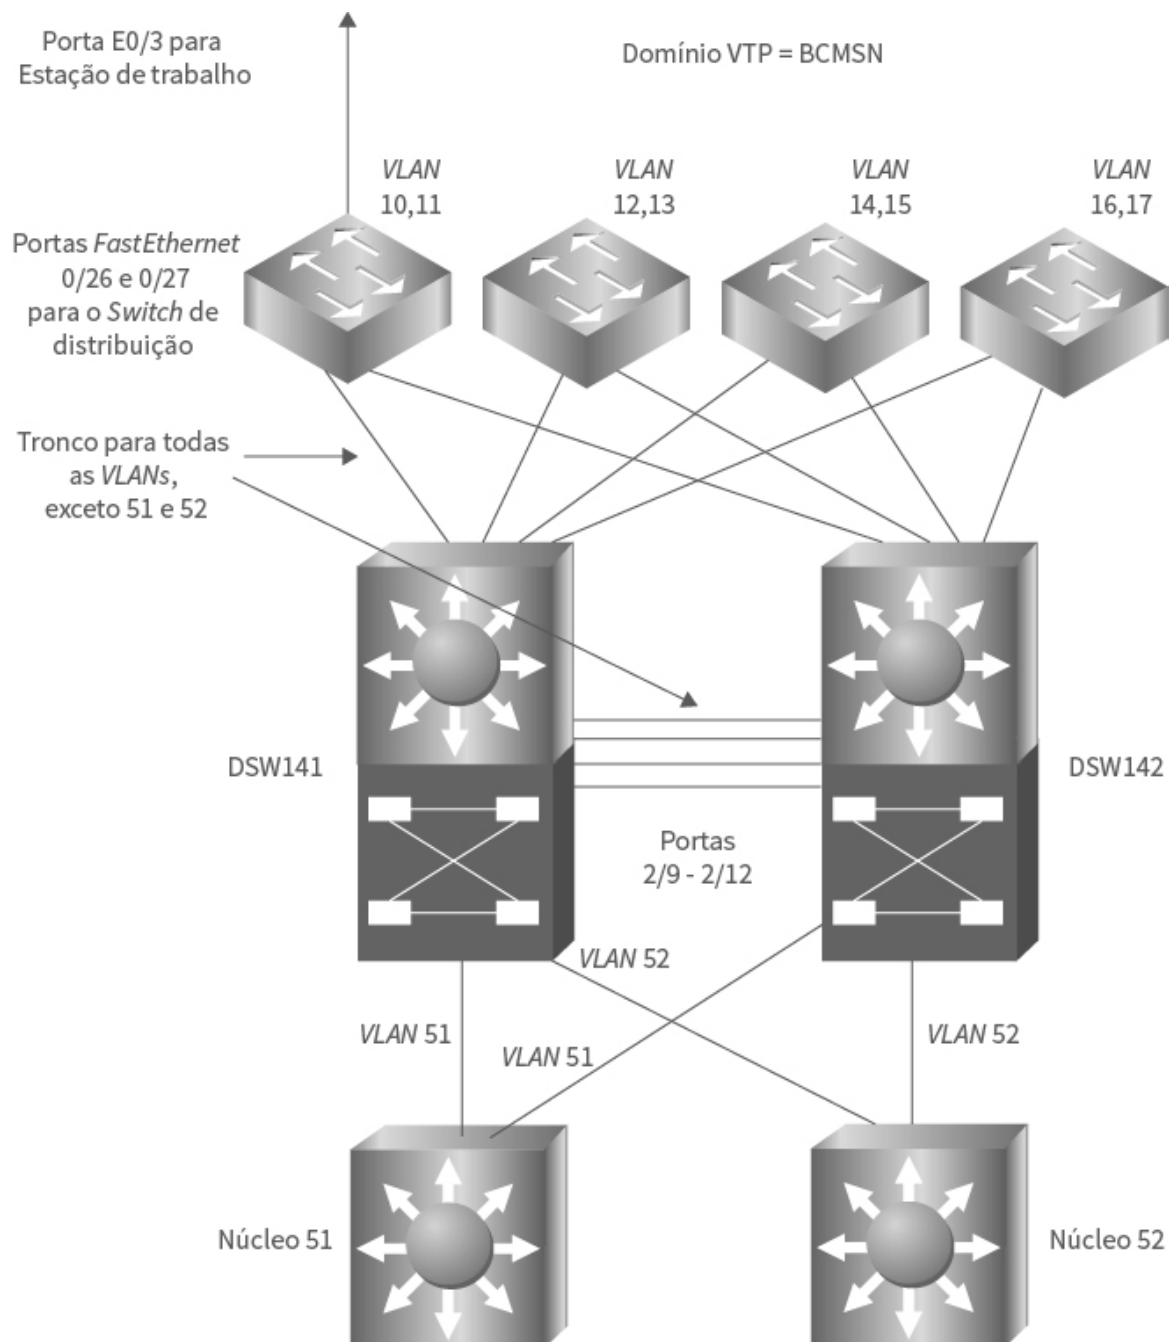 Porta E0/3 para
Estação de trabalho
Domínio VTP = BCMSN
VLAN
10,11
VLAN
12,13
VLAN
14,15
VLAN
16,17
Portas FastEthernet
0/26 e 0/27
para o Switch de
distribuição
Tronco para todas
as VLANs,
exceto 51 e 52
DSW141
DSW142
Portas
2/9 - 2/12
VLAN 52
VLAN 51
VLAN 51
VLAN 52
Núcleo 51
Núcleo 52